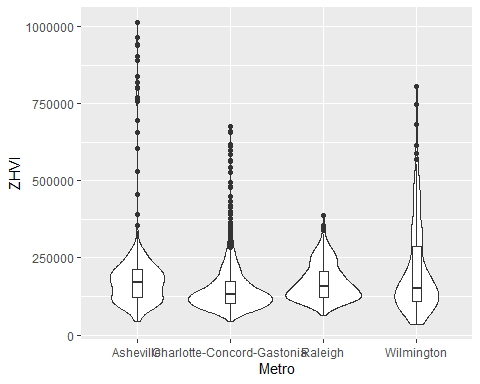 1000000
750000
500000
250000
0
ZHVI
Asheville Charlotte-Concord-Gastonia Raleigh Wilmington
Metro